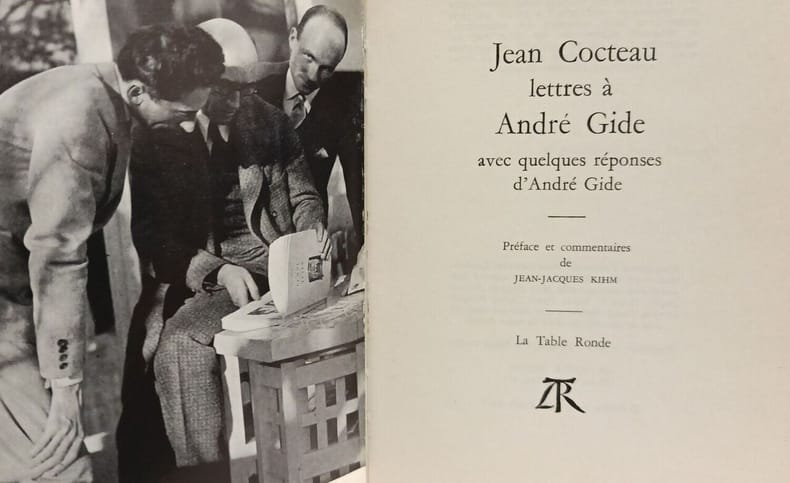 Jean Cocteau
lettres à
André Gide
avec quelques réponses
d'André Gide
Préface et commentaires
de
JEAN-JACQUES KIHM
La Table Ronde
LTR